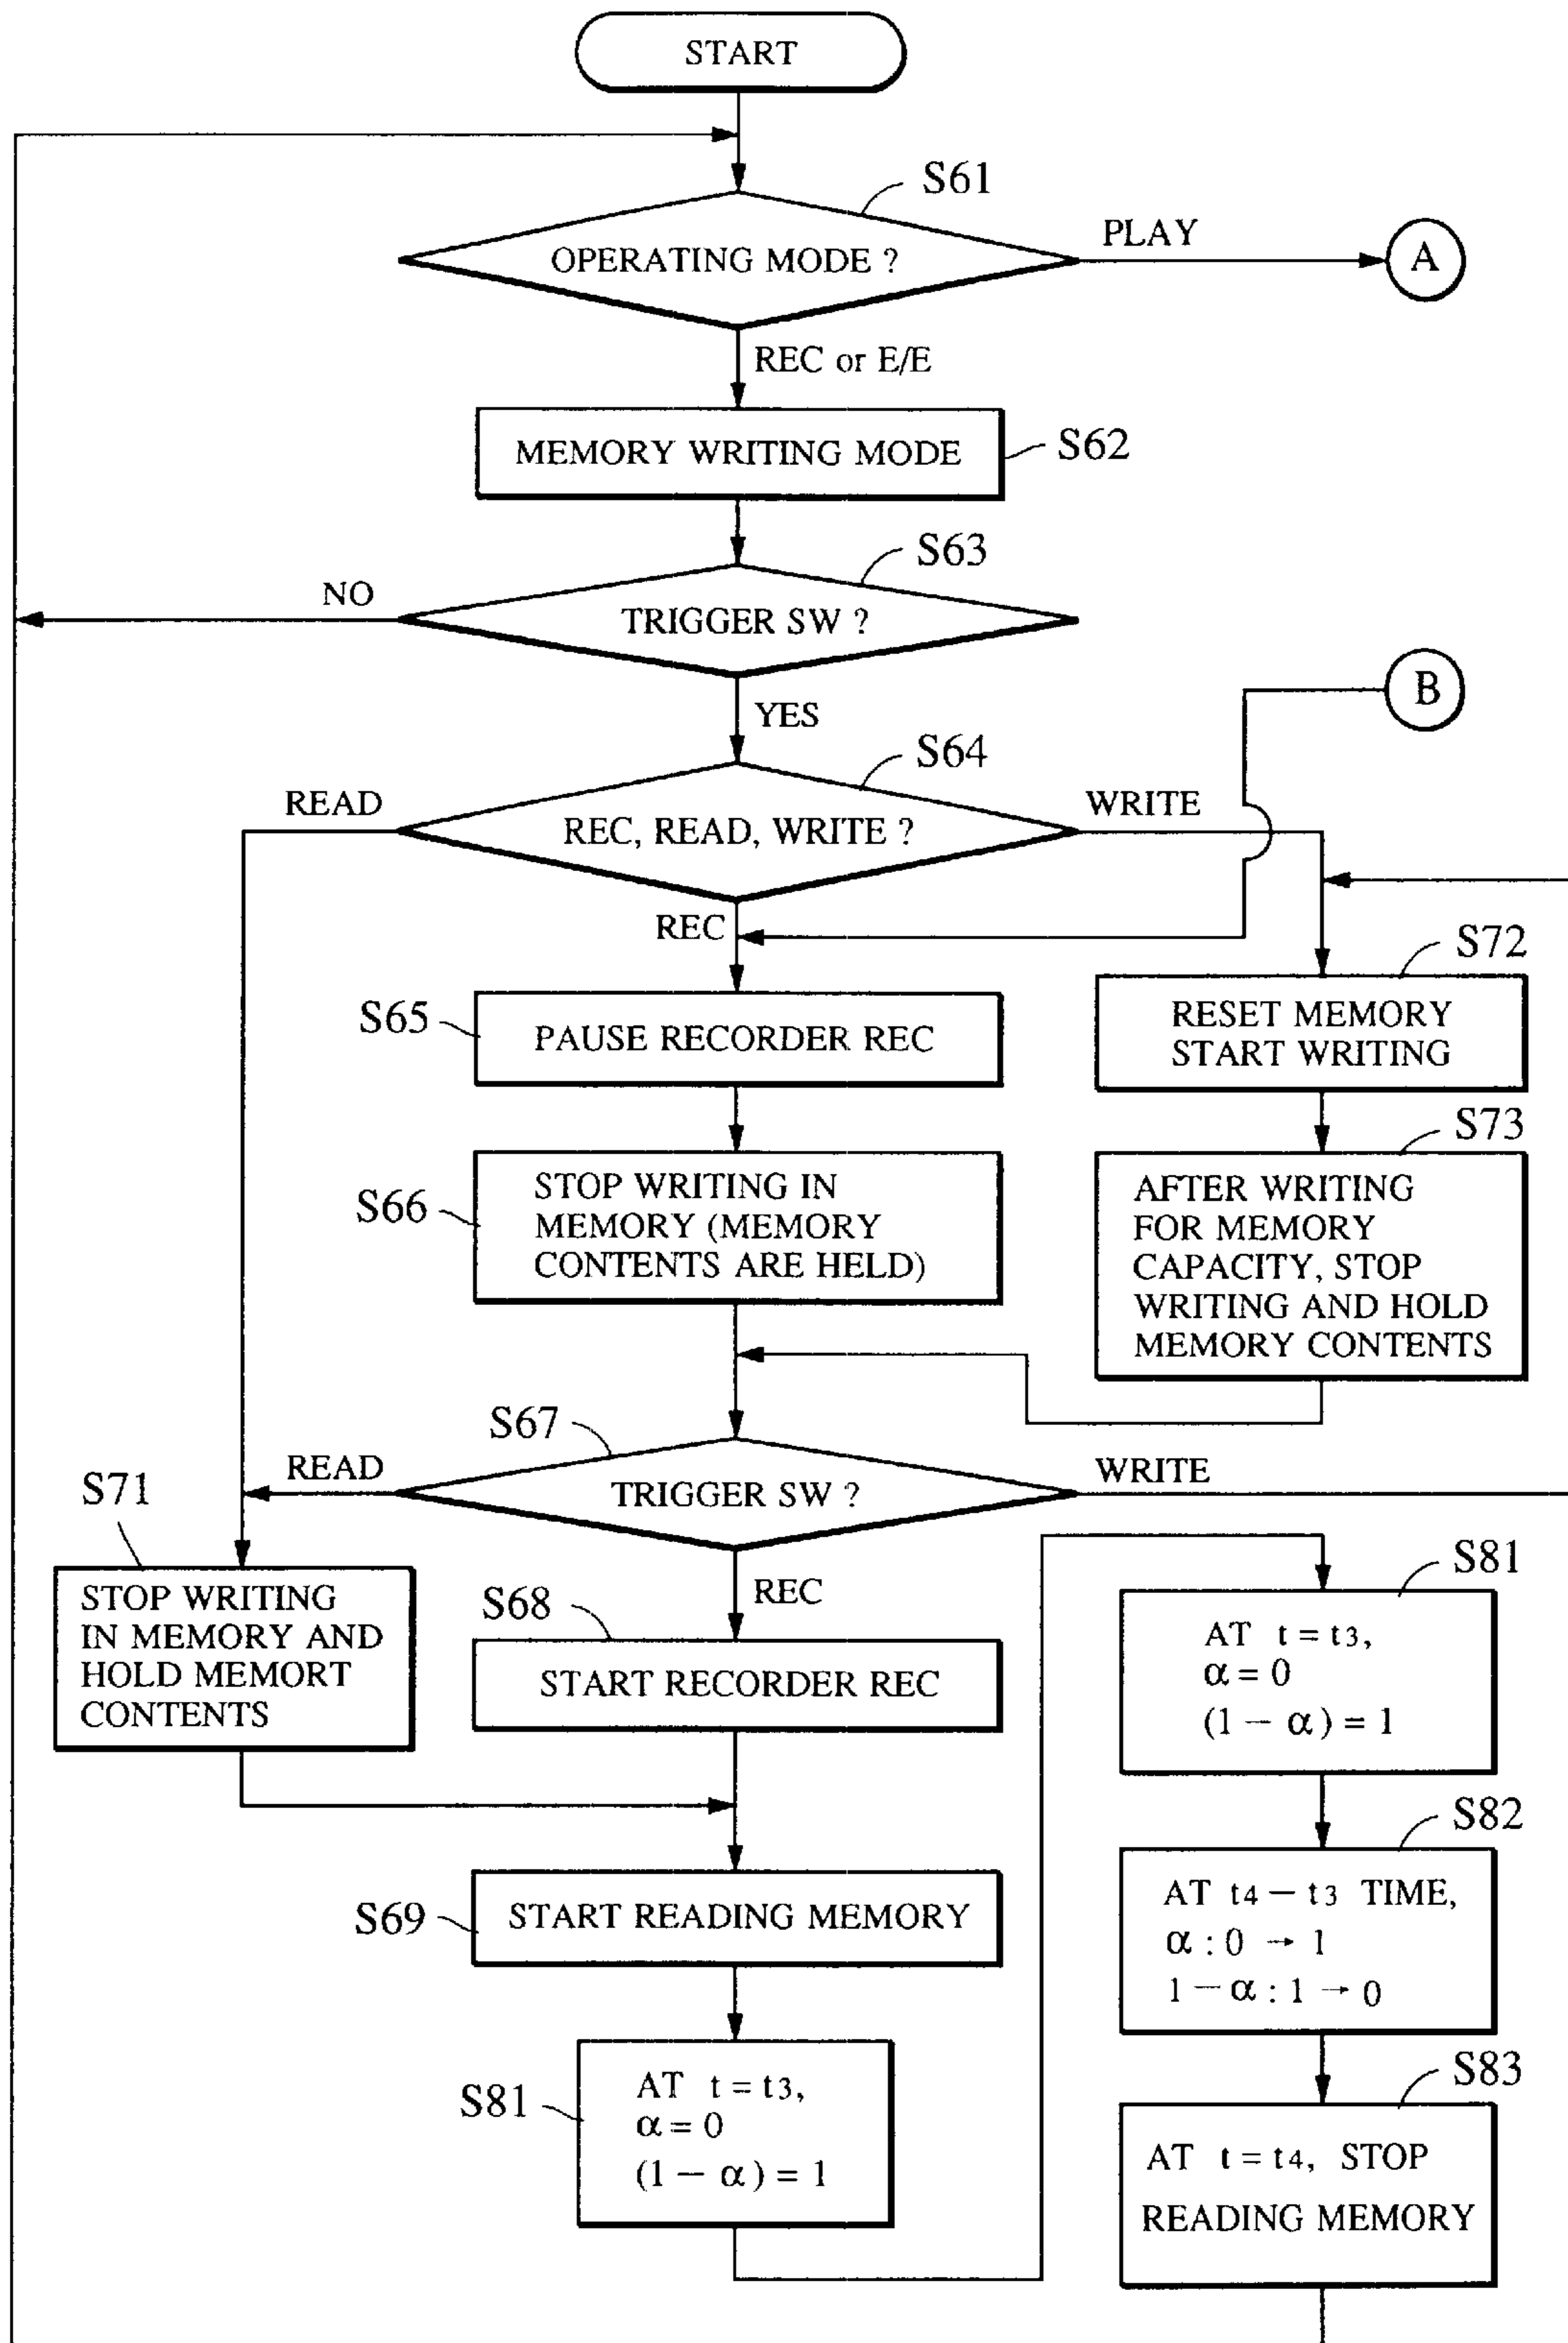 START
S61
OPERATING MODE ?
PLAY
A
REC or E/E
MEMORY WRITING MODE
S62
S63
NO
TRIGGER SW ?
B
YES
S64
READ
REC, READ, WRITE ?
WRITE
REC
S72
S65
PAUSE RECORDER REC
RESET MEMORY
START WRITING
S73
S66
STOP WRITING IN
MEMORY (MEMORY
CONTENTS ARE HELD)
AFTER WRITING
FOR MEMORY
CAPACITY, STOP
WRITING AND HOLD
MEMORY CONTENTS
S67
READ
TRIGGER SW ?
WRITE
S71
STOP WRITING
IN MEMORY AND
HOLD MEMORT
CONTENTS
REC
S68
START RECORDER REC
S69
START READING MEMORY
S81
AT t = t3,
α = 0
(1 − α) = 1
S81
AT t = t3,
α = 0
(1 − α) = 1
S82
AT t4 − t3 TIME,
α : 0 → 1
1 − α : 1 → 0
S83
AT t = t4, STOP
READING MEMORY